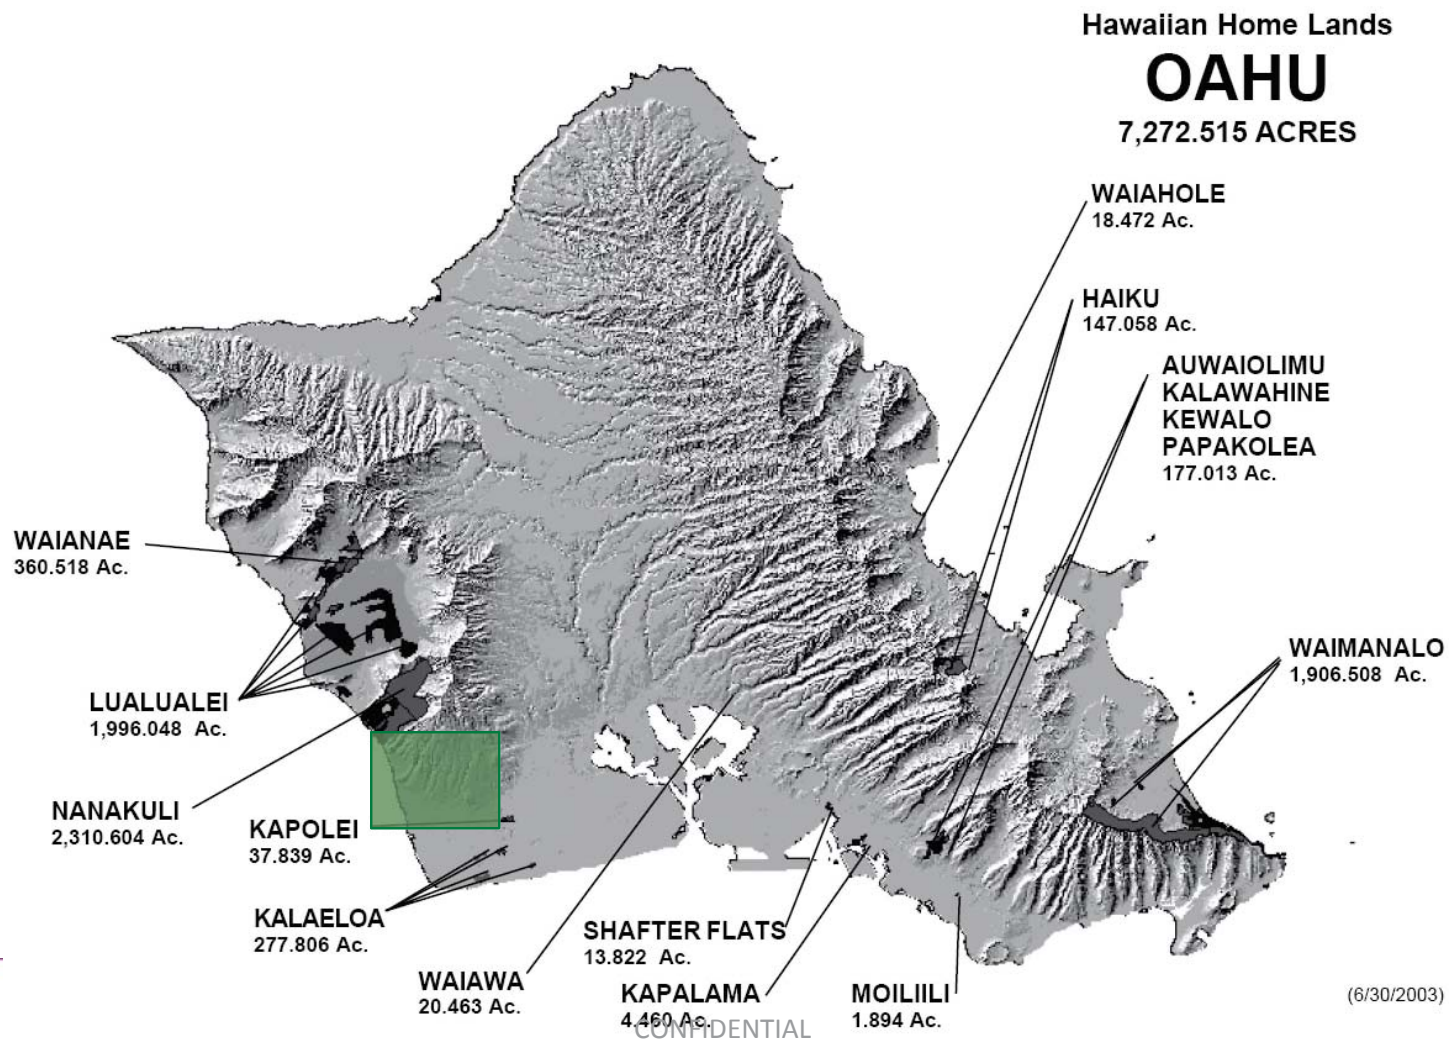 Hawaiian Home Lands
OAHU
7,272.515 ACRES
WAIAHOLE
18.472 Ac.
HAIKU
147.058 Ac.
AUWAIOLIMU
KALAWAHINE
KEWALO
PAPAKOLEA
177.013 Ac.
WAIANAE
360.518 Ac.
WAIMANALO
1,906.508 Ac.
LUALUALEI
1,996.048 Ac.
NANAKULI
2,310.604 Ac.
KAPOLEI
37.839 Ac.
KALAELOA
277.806 Ac.
SHAFTER FLATS
13.822 Ac.
WAIAWA
20.463 Ac.
KAPALAMA
4.460 Ac.
MOILIILI
1.894 Ac.
(6/30/2003)
CONFIDENTIAL